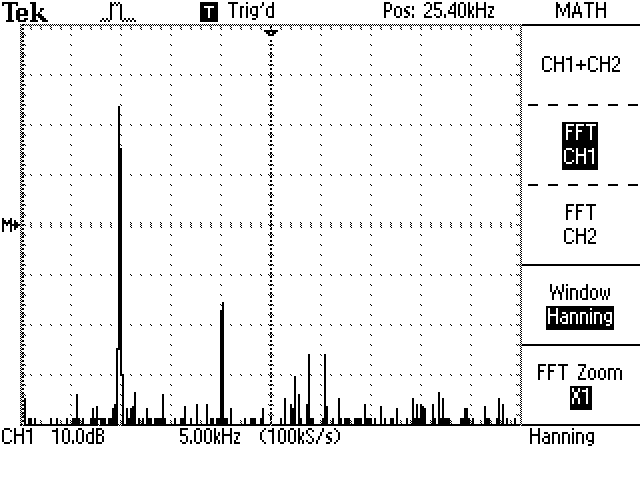 Tek T Trig'd Pos: 25.40kHz MATH
CH1+CH2
FFT
CH1
FFT
CH2
M
Window
Hanning
FFT Zoom
X1
CH1 10.0dB 5.00kHz (100kS/s) Hanning